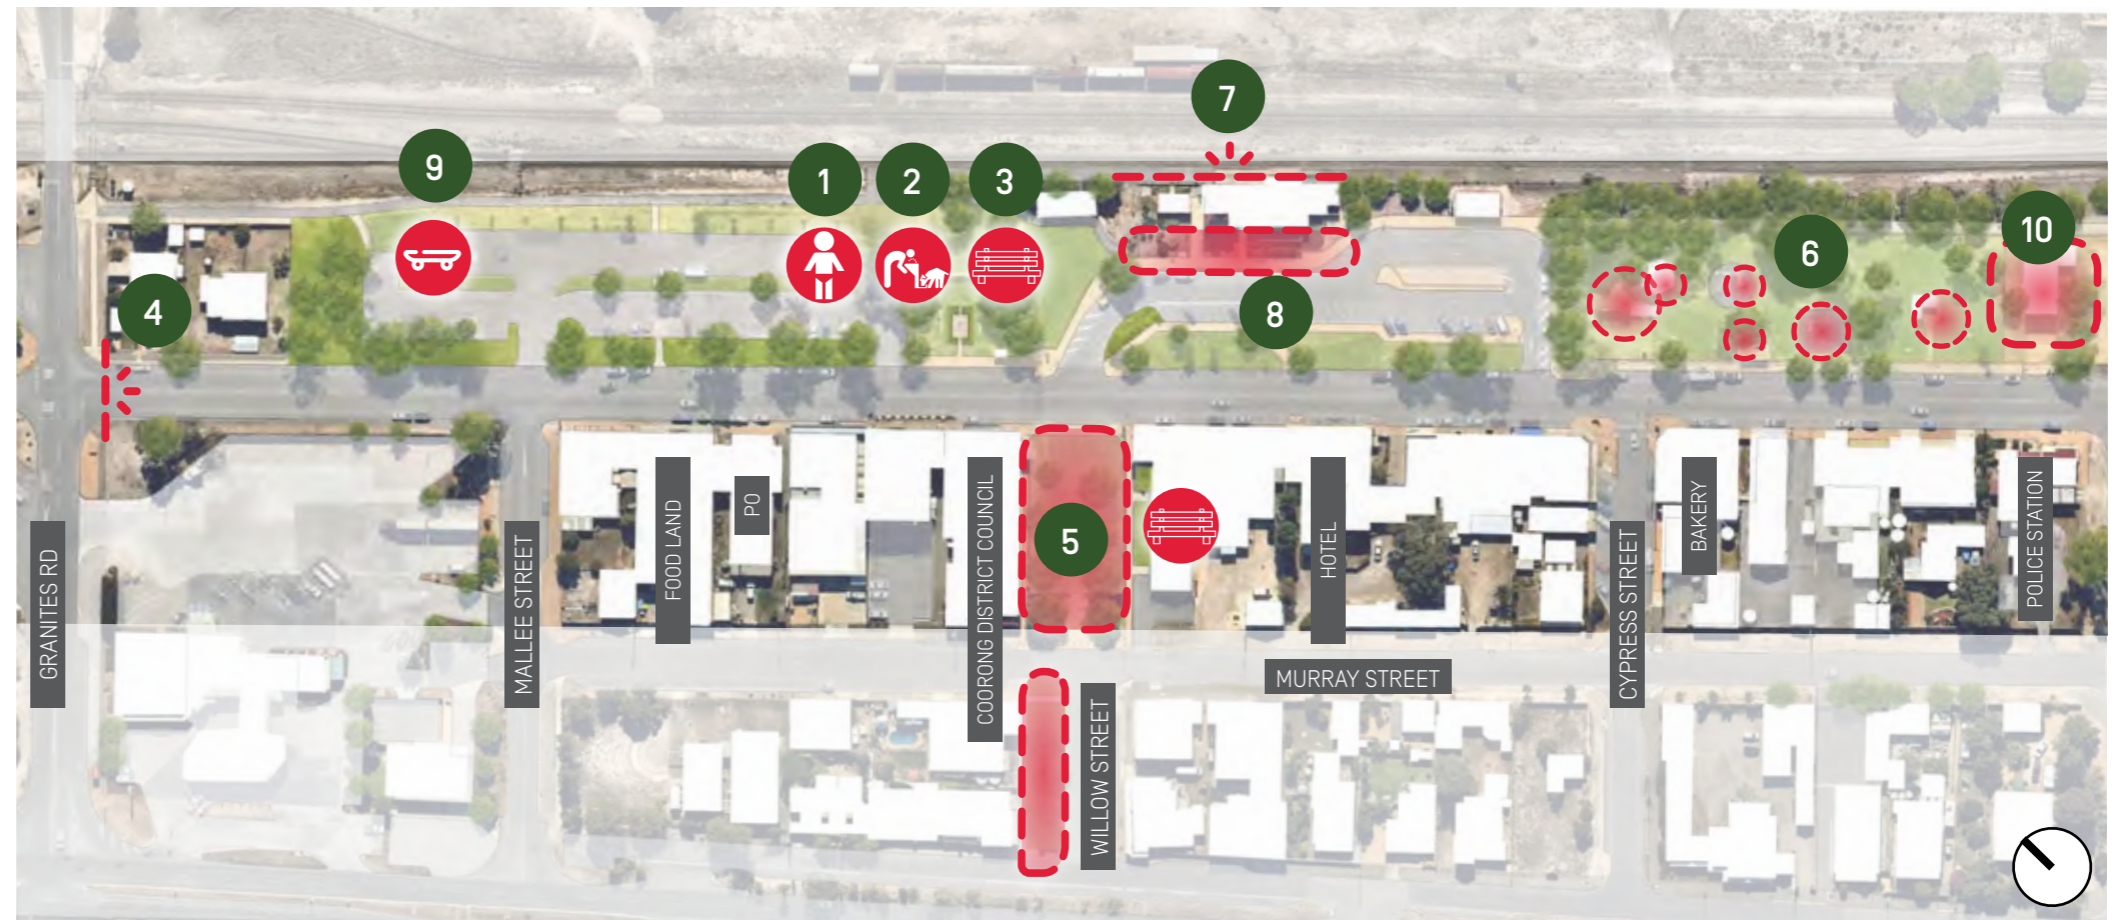 7
9
1
2
3
10
6
4
8
5
GRANITES RD
MALLEE STREET
FOOD LAND
PO
COORONG DISTRICT COUNCIL
WILLOW STREET
HOTEL
MURRAY STREET
CYPRESS STREET
BAKERY
POLICE STATION